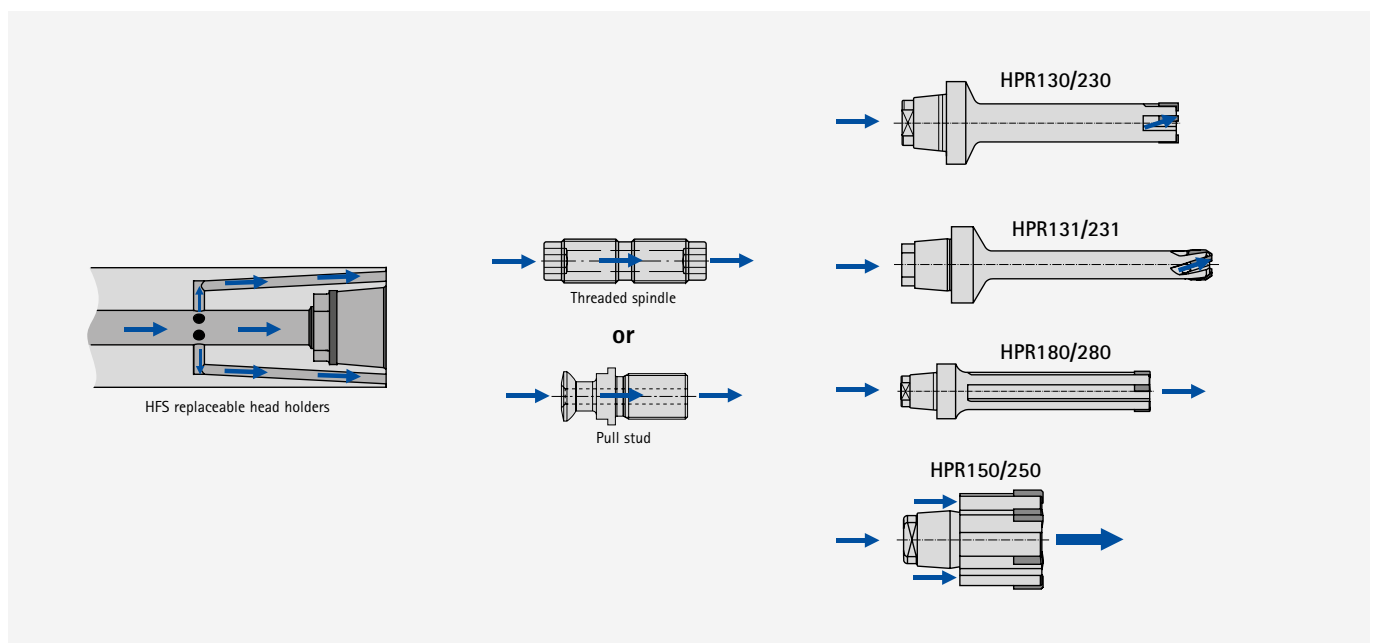 HFS replaceable head holders
Threaded spindle
or
Pull stud
HPR130/230
HPR131/231
HPR180/280
HPR150/250